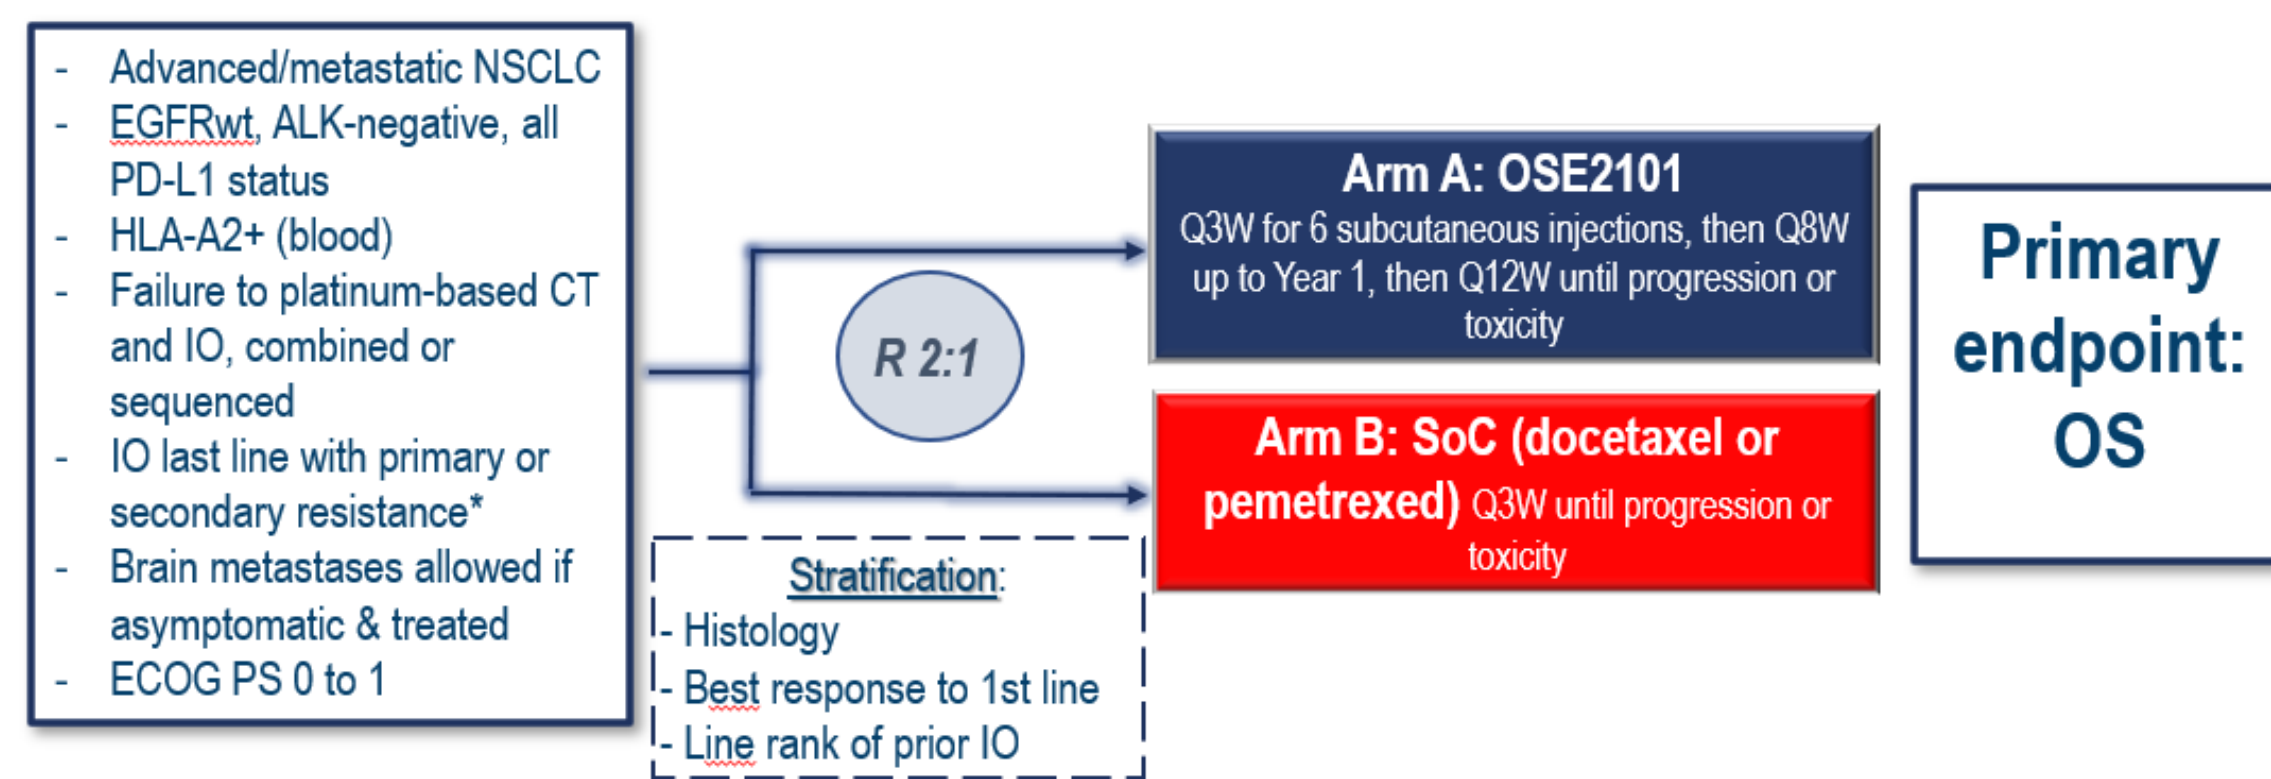 - Advanced/metastatic NSCLC
- EGFRwt, ALK-negative, all
PD-L1 status
- HLA-A2+ (blood)
- Failure to platinum-based CT
and IO, combined or
sequenced
- IO last line with primary or
secondary resistance*
- Brain metastases allowed if
asymptomatic & treated
- ECOG PS 0 to 1
R 2:1
Stratification:
- Histology
- Best response to 1st line
- Line rank of prior IO
Arm A: OSE2101
Q3W for 6 subcutaneous injections, then Q8W
up to Year 1, then Q12W until progression or
toxicity
Arm B: SoC (docetaxel or
pemetrexed) Q3W until progression or
toxicity
Primary
endpoint:
OS